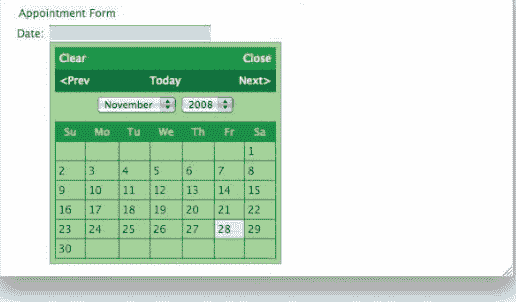 Appointment Form
Date:
Clear Close
<Prev Today Next>
November 2008
Su Mo Tu We Th Fr Sa
1
2 3 4 5 6 7 8
9 10 11 12 13 14 15
16 17 18 19 20 21 22
23 24 25 26 27 28 29
30